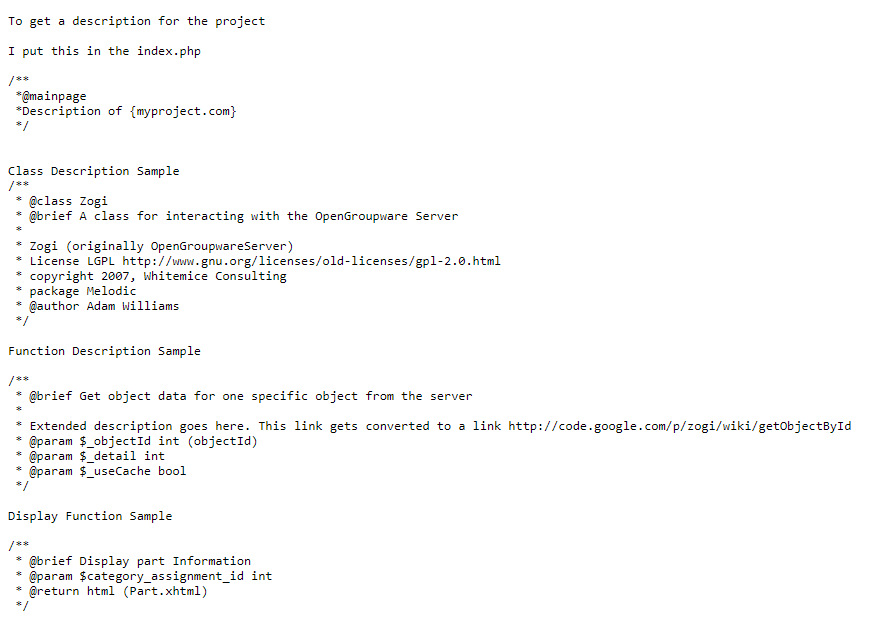 To get a description for the project
I put this in the index.php
/**
*@mainpage
*Description of {myproject.com}
*/
Class Description Sample
/**
* @class Zogi
* @brief A class for interacting with the OpenGroupware Server
*
* Zogi (originally OpenGroupwareServer)
* License LGPL http://www.gnu.org/licenses/old-licenses/gpl-2.0.html
* copyright 2007, Whitemice Consulting
* package Melodic
* @author Adam Williams
*/
Function Description Sample
/**
* @brief Get object data for one specific object from the server
*
* Extended description goes here. This link gets converted to a link http://code.google.com/p/zogi/wiki/getObjectById
* @param $_objectId int (objectId)
* @param $_detail int
* @param $_useCache bool
*/
Display Function Sample
/**
* @brief Display part Information
* @param $category_assignment_id int
* @return html (Part.xhtml)
*/